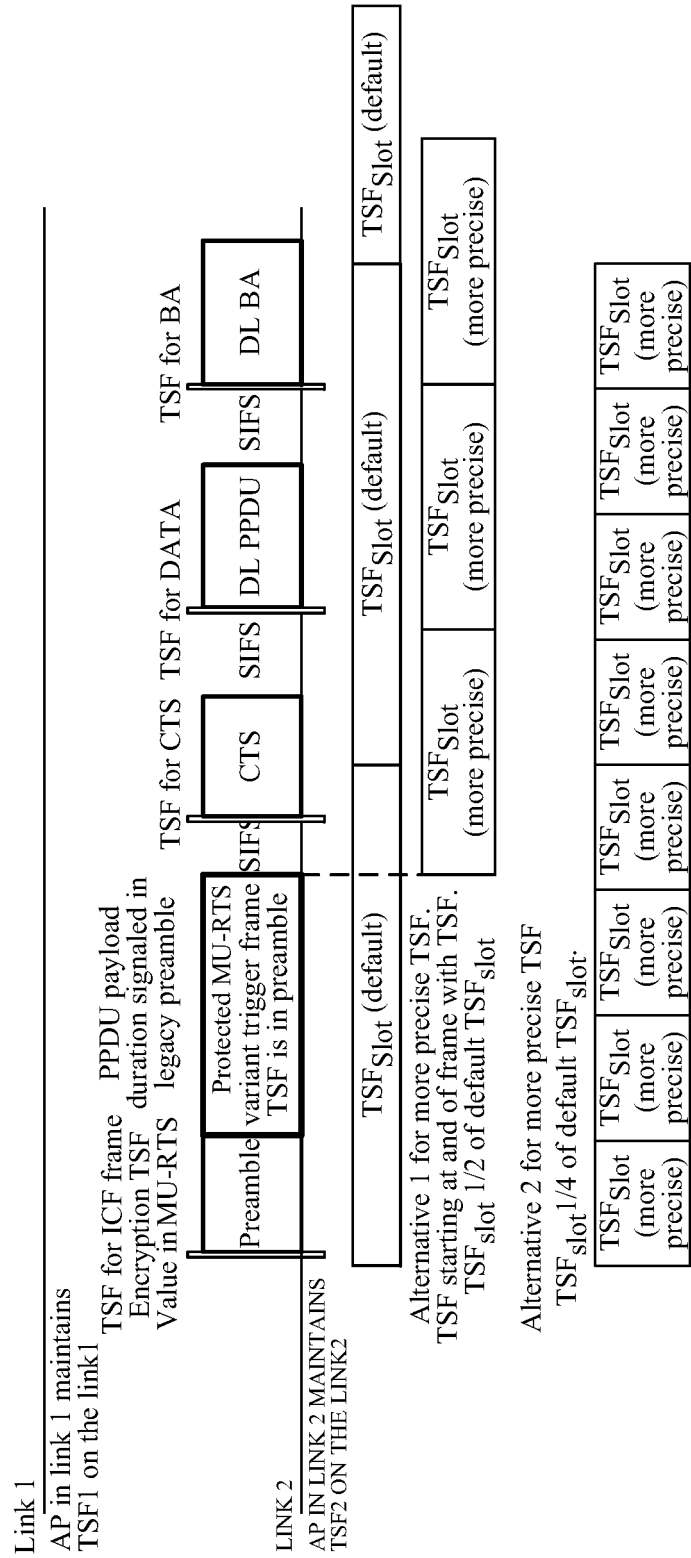 Link 1
AP in link 1 maintains
TSF1 on the link1
TSF for ICF frame
Encryption TSF
Value in MU-RTS
PPDU payload
duration signaled in
legacy preamble
TSF for CTS
TSF for DATA
TSF for BA
Preamble
Protected MU-RTS
variant trigger frame
TSF is in preamble
SIFS
CTS
SIFS
DL PPDU
SIFS
DL BA
LINK 2
AP IN LINK 2 MAINTAINS
TSF2 ON THE LINK2
TSFSlot (default)
TSFSlot (default)
TSFSlot (default)
Alternative 1 for more precise TSF.
TSF starting at and of frame with TSF.
TSFslot 1/2 of default TSFslot
TSFSlot
(more precise)
TSFSlot
(more precise)
TSFSlot
(more precise)
Alternative 2 for more precise TSF
TSFslot1/4 of default TSFslot.
TSFSlot
(more
precise)
TSFSlot
(more
precise)
TSFSlot
(more
precise)
TSFSlot
(more
precise)
TSFSlot
(more
precise)
TSFSlot
(more
precise)
TSFSlot
(more
precise)
TSFSlot
(more
precise)